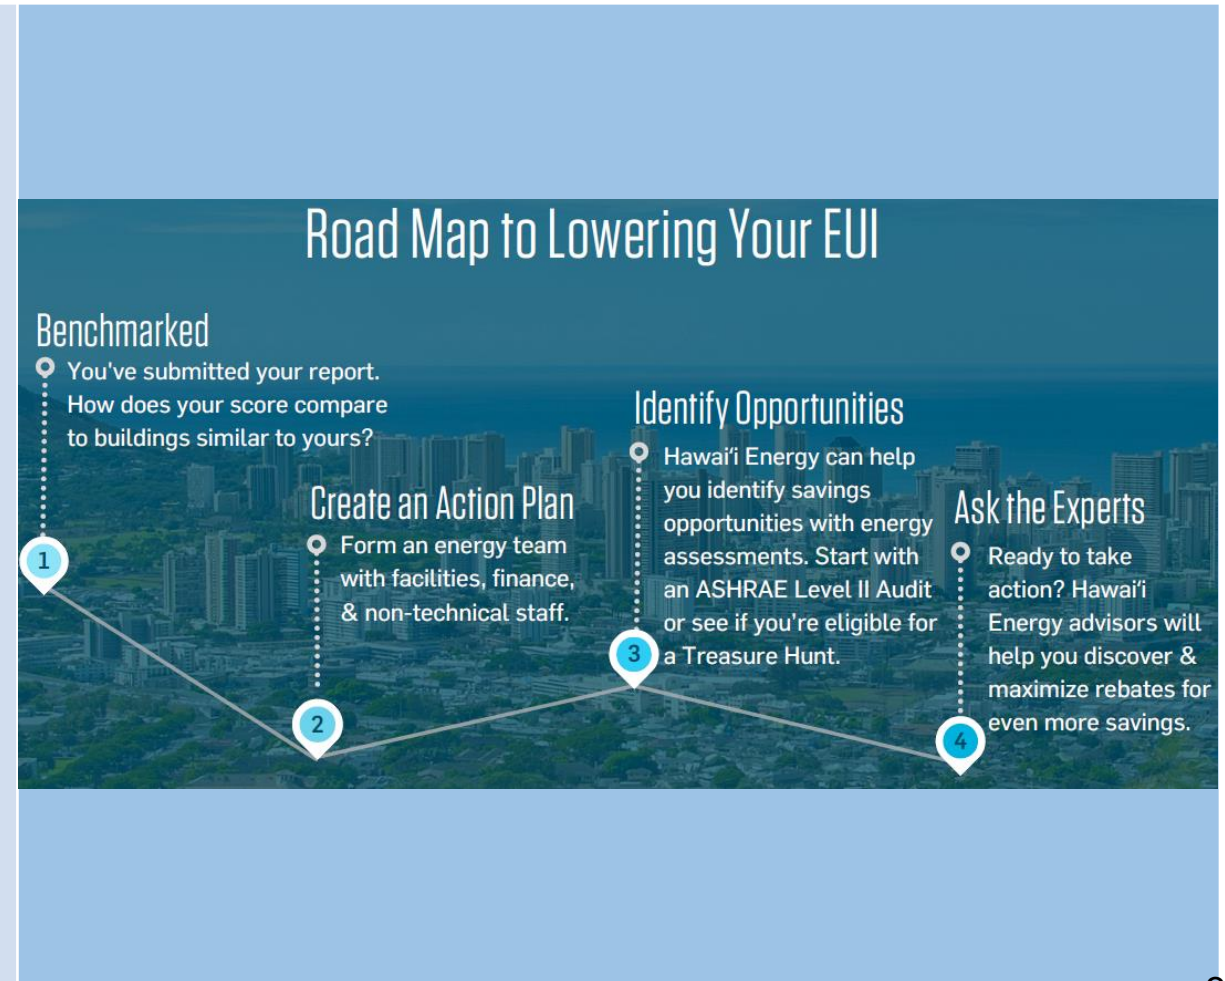 Road Map to Lowering Your EUI
Benchmarked
You've submitted your report.
How does your score compare
to buildings similar to yours?
1
Create an Action Plan
Form an energy team
with facilities, finance,
& non-technical staff.
2
Identify Opportunities
Hawai‘i Energy can help
you identify savings
opportunities with energy
assessments. Start with
an ASHRAE Level II Audit
or see if you’re eligible for
a Treasure Hunt.
3
Ask the Experts
Ready to take
action? Hawai‘i
Energy advisors will
help you discover &
maximize rebates for
even more savings.
4